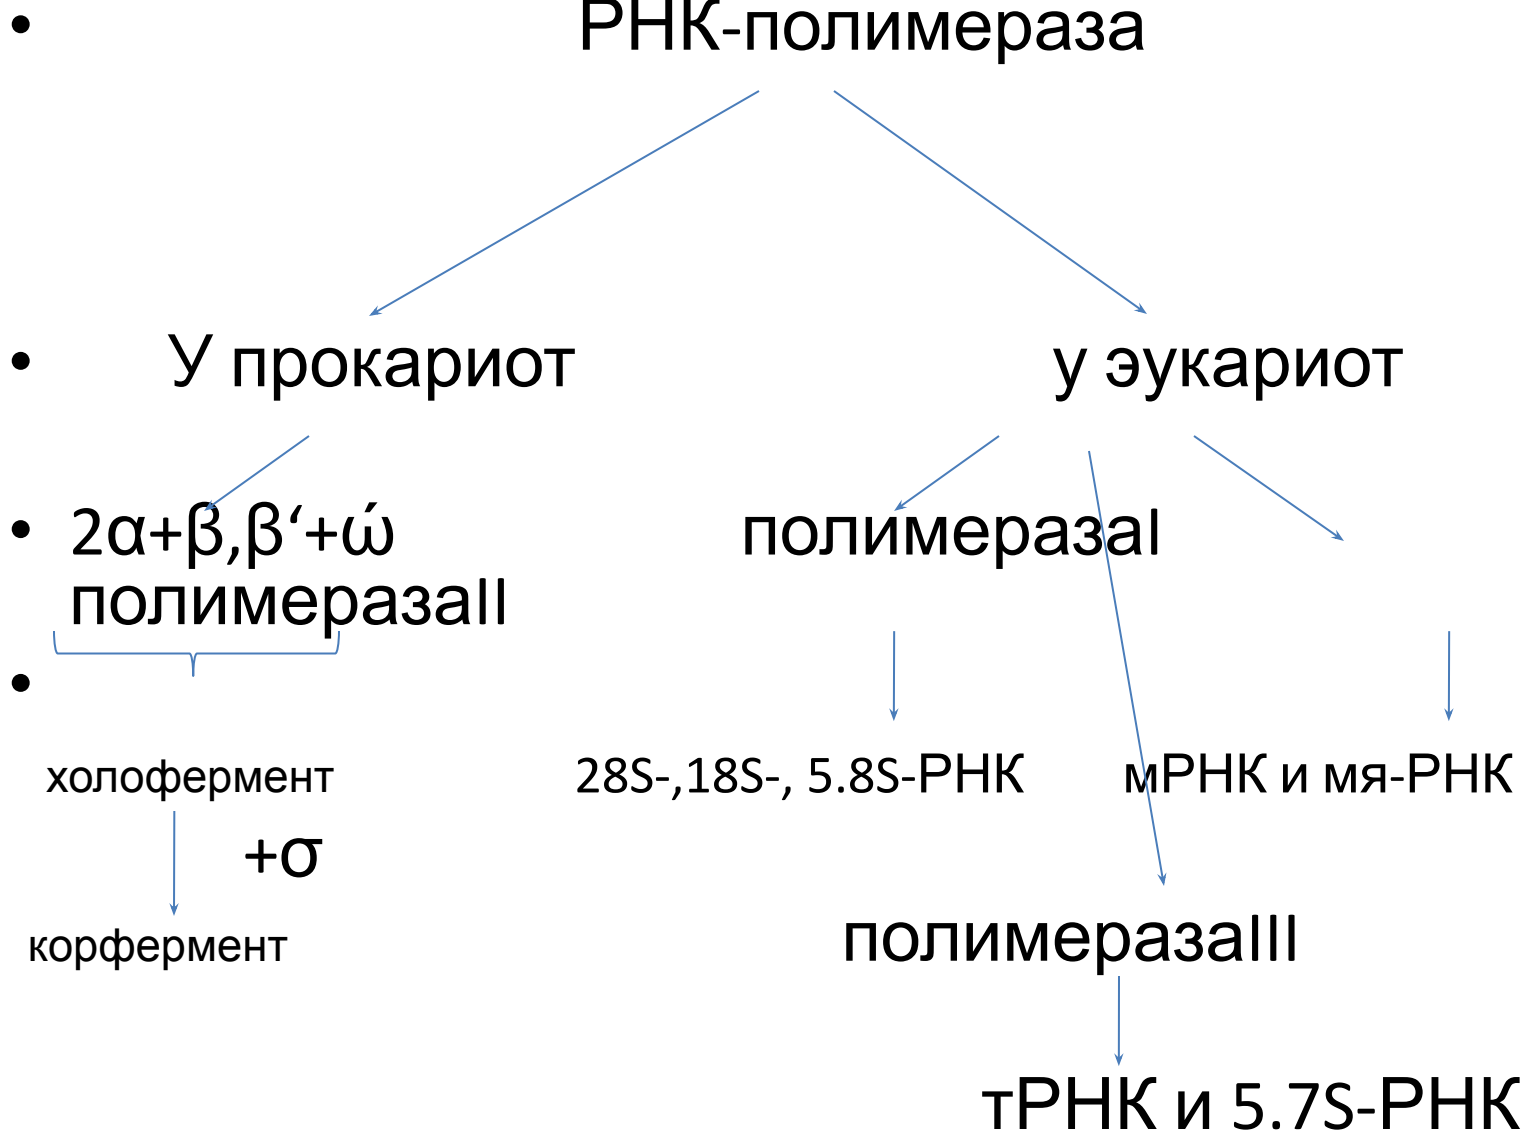 • РНК-полимераза
• У прокариот у эукариот
• 2α+β,β‘+ώ полимеразаI
полимеразаII
•
холофермент 28S-,18S-, 5.8S-РНК мРНК и мя-РНК
+σ
корфермент полимеразаIII
тРНК и 5.7S-РНК